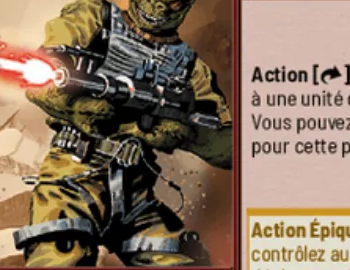 Action [
à une unité
Vous pouvez
pour cette
Action Épiqu
contrôlez au